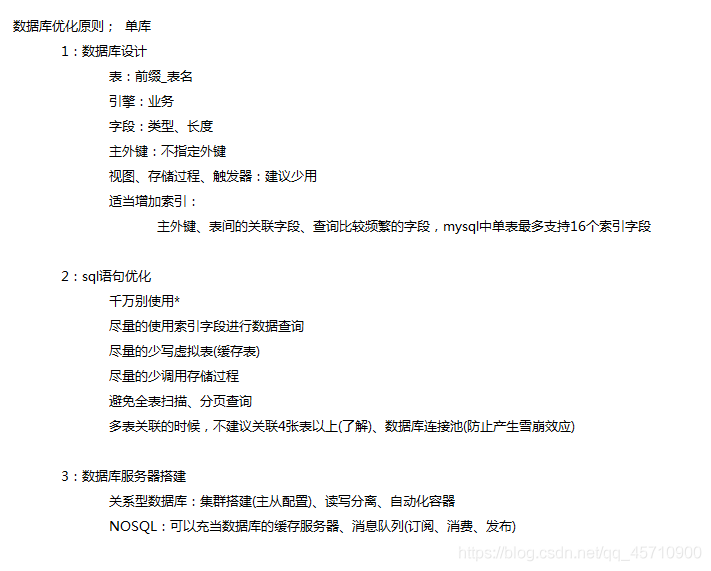 数据库优化原则； 单库
1：数据库设计
表：前缀_表名
引擎：业务
字段：类型、长度
主外键：不指定外键
视图、存储过程、触发器：建议少用
适当增加索引：
主外键、表间的关联字段、查询比较频繁的字段，mysql中单表最多支持16个索引字段
2：sql语句优化
千万别使用*
尽量的使用索引字段进行数据查询
尽量的少写虚拟表(缓存表)
尽量的少调用存储过程
避免全表扫描、分页查询
多表关联的时候，不建议关联4张表以上(了解)、数据库连接池(防止产生雪崩效应)
3：数据库服务器搭建
关系型数据库：集群搭建(主从配置)、读写分离、自动化容器
NOSQL：可以充当数据库的缓存服务器、消息队列(订阅、消费、发布)
https://blog.csdn.net/qq_45710900